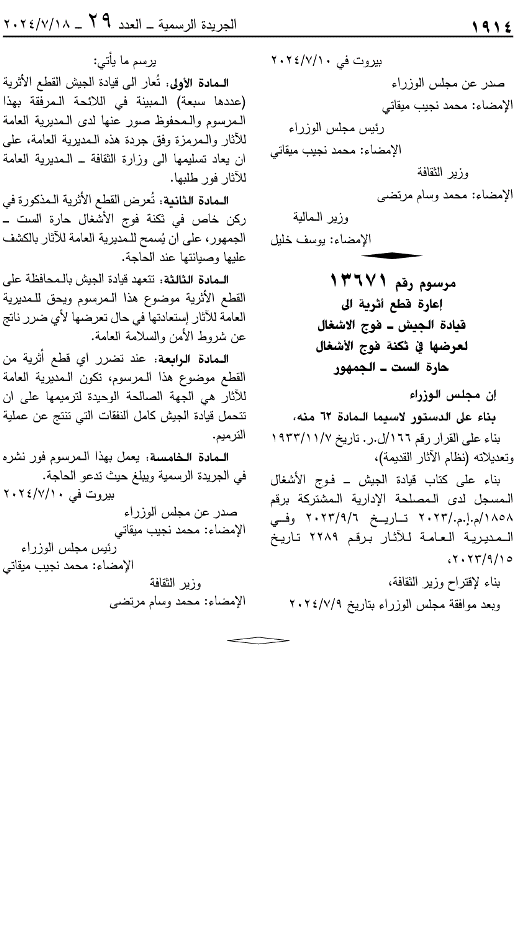 ١٩١٤
الجريدة الرسمية ـ العدد ٢٩ ـ ٢٠٢٤/٧/١٨
بيروت في ٢٠٢٤/٧/١٠
صدر عن مجلس الوزراء
الإمضاء: محمد نجيب ميقاتي
رئيس مجلس الوزراء
الإمضاء: محمد نجيب ميقاتي
وزير الثقافة
الإمضاء: محمد وسام مرتضى
وزير المالية
الإمضاء: يوسف خليل
مرسوم رقم ١٣٦٧١
إعارة قطع أثرية الى
قيادة الجيش ـ فوج الاشغال
لعرضها في ثكنة فوج الأشغال
حارة الست ـ الجمهور
إن مجلس الوزراء
بناء على الدستور لاسيما المادة ٦٢ منه،
بناء على القرار رقم ١٦٦/ل.ر. تاريخ ١٩٣٣/١١/٧
وتعديلاته (نظام الآثار القديمة)،
بناء على كتاب قيادة الجيش ـ فوج الأشغال
المسجل لدى المصلحة الإدارية المشتركة برقم
١٨٥٨/م.إ.م./٢٠٢٣ تاريخ ٢٠٢٣/٩/٦ وفي
المديرية العامة للآثار برقم ٢٢٨٩ تاريخ
٢٠٢٣/٩/١٥،
بناء لإقتراح وزير الثقافة،
وبعد موافقة مجلس الوزراء بتاريخ ٢٠٢٤/٧/٩
يرسم ما يأتي:
المادة الأولى: تُعار الى قيادة الجيش القطع الأثرية
(عددها سبعة) المبينة في اللائحة المرفقة بهذا
المرسوم والمحفوظ صور عنها لدى المديرية العامة
للآثار والمرمزة وفق جردة هذه المديرية العامة، على
ان يعاد تسليمها الى وزارة الثقافة ـ المديرية العامة
للآثار فور طلبها.
المادة الثانية: تُعرض القطع الأثرية المذكورة في
ركن خاص في ثكنة فوج الأشغال حارة الست ـ
الجمهور، على ان يُسمح للمديرية العامة للآثار بالكشف
عليها وصيانتها عند الحاجة.
المادة الثالثة: تتعهد قيادة الجيش بالمحافظة على
القطع الأثرية موضوع هذا المرسوم ويحق للمديرية
العامة للآثار إستعادتها في حال تعرضها لأي ضرر ناتج
عن شروط الأمن والسلامة العامة.
المادة الرابعة: عند تضرر اي قطع أثرية من
القطع موضوع هذا المرسوم، تكون المديرية العامة
للآثار هي الجهة الصالحة الوحيدة لترميمها على ان
تتحمل قيادة الجيش كامل النفقات التي تنتج عن عملية
الترميم.
المادة الخامسة: يعمل بهذا المرسوم فور نشره
في الجريدة الرسمية ويبلغ حيث تدعو الحاجة.
بيروت في ٢٠٢٤/٧/١٠
صدر عن مجلس الوزراء
الإمضاء: محمد نجيب ميقاتي
رئيس مجلس الوزراء
الإمضاء: محمد نجيب ميقاتي
وزير الثقافة
الإمضاء: محمد وسام مرتضى